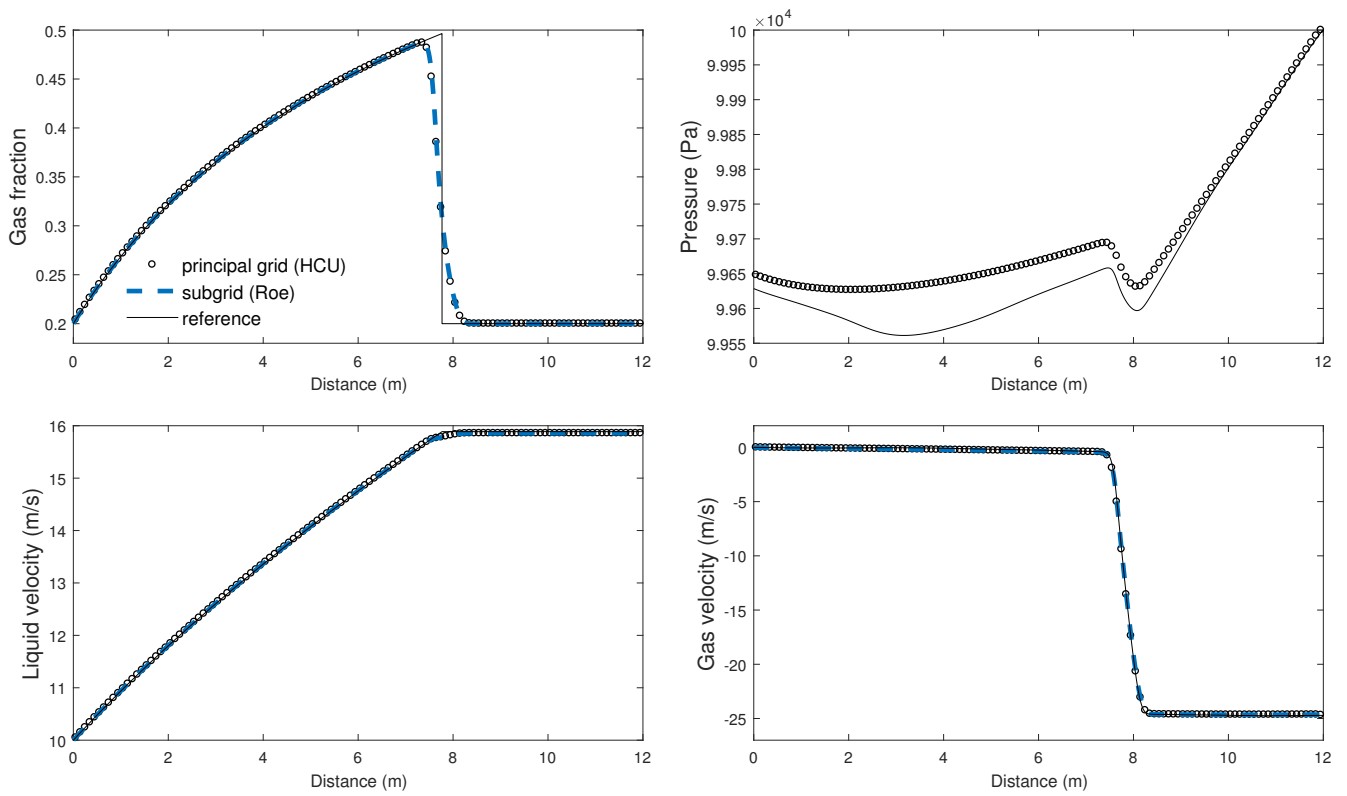 0.5
0.45
0.4
0.35
0.3
0.25
0.2
Gas fraction
principal grid (HCU)
subgrid (Roe)
reference
0 2 4 6 8 10 12
Distance (m)
×10⁴
10
9.995
9.99
9.985
9.98
9.975
9.97
9.965
9.96
9.955
Pressure (Pa)
0 2 4 6 8 10 12
Distance (m)
16
15
14
13
12
11
10
Liquid velocity (m/s)
0 2 4 6 8 10 12
Distance (m)
0
-5
-10
-15
-20
-25
Gas velocity (m/s)
0 2 4 6 8 10 12
Distance (m)